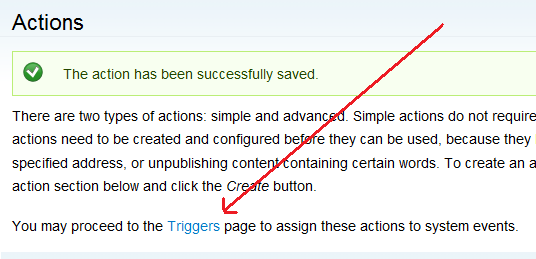 Actions
The action has been successfully saved.
There are two types of actions: simple and advanced. Simple actions do not require
actions need to be created and configured before they can be used, because they
specified address, or unpublishing content containing certain words. To create an a
action section below and click the Create button.
You may proceed to the Triggers page to assign these actions to system events.